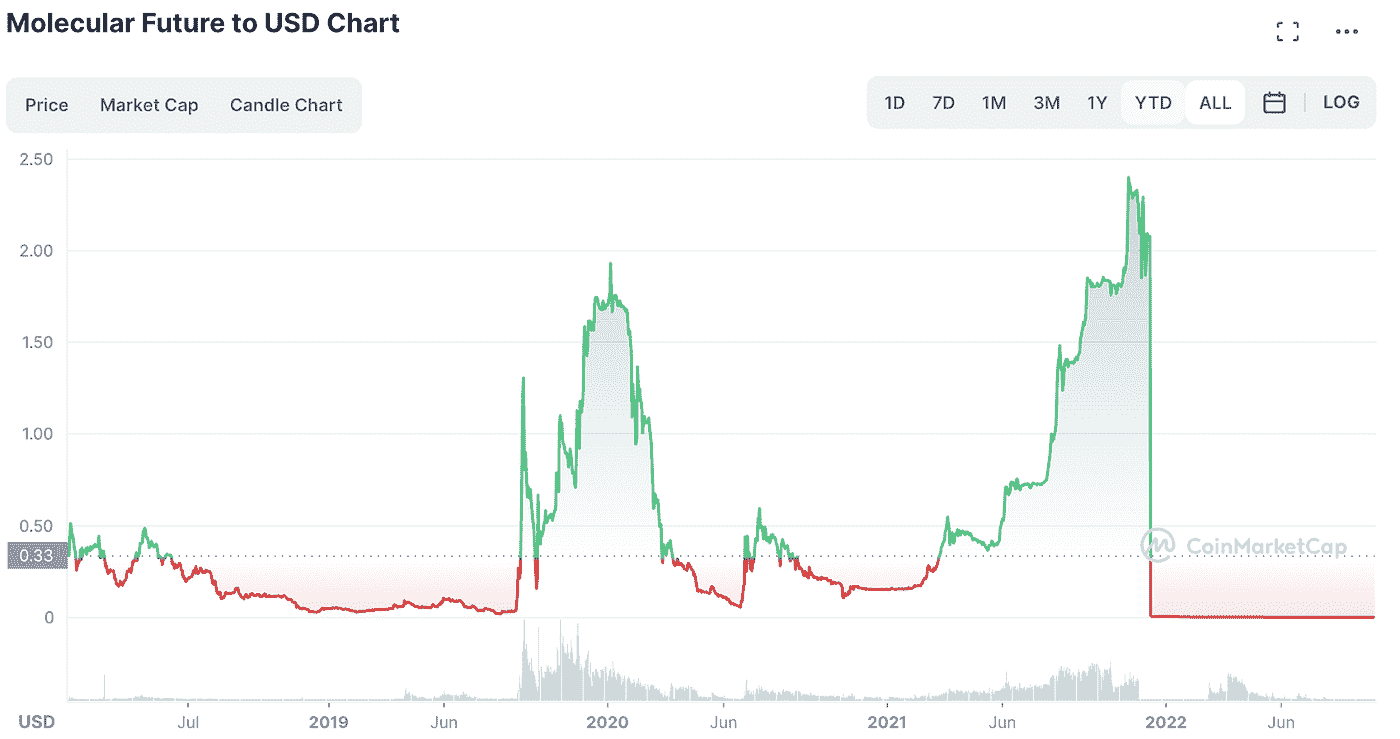 Molecular Future to USD Chart
Price Market Cap Candle Chart
1D 7D 1M 3M 1Y YTD ALL LOG
2.50
2.00
1.50
1.00
0.50
0.33
CoinMarketCap
0
USD Jul 2019 Jun 2020 Jun 2021 Jun 2022 Jun